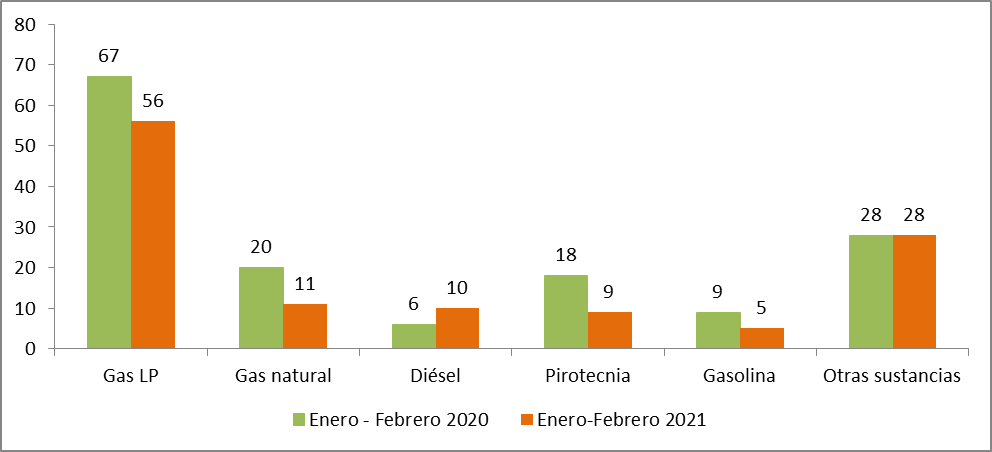 80
70
60
50
40
30
20
10
0
67
56
20
11
6
10
18
9
9
5
28
28
Gas LP
Gas natural
Diésel
Pirotecnia
Gasolina
Otras sustancias
Enero - Febrero 2020
Enero-Febrero 2021